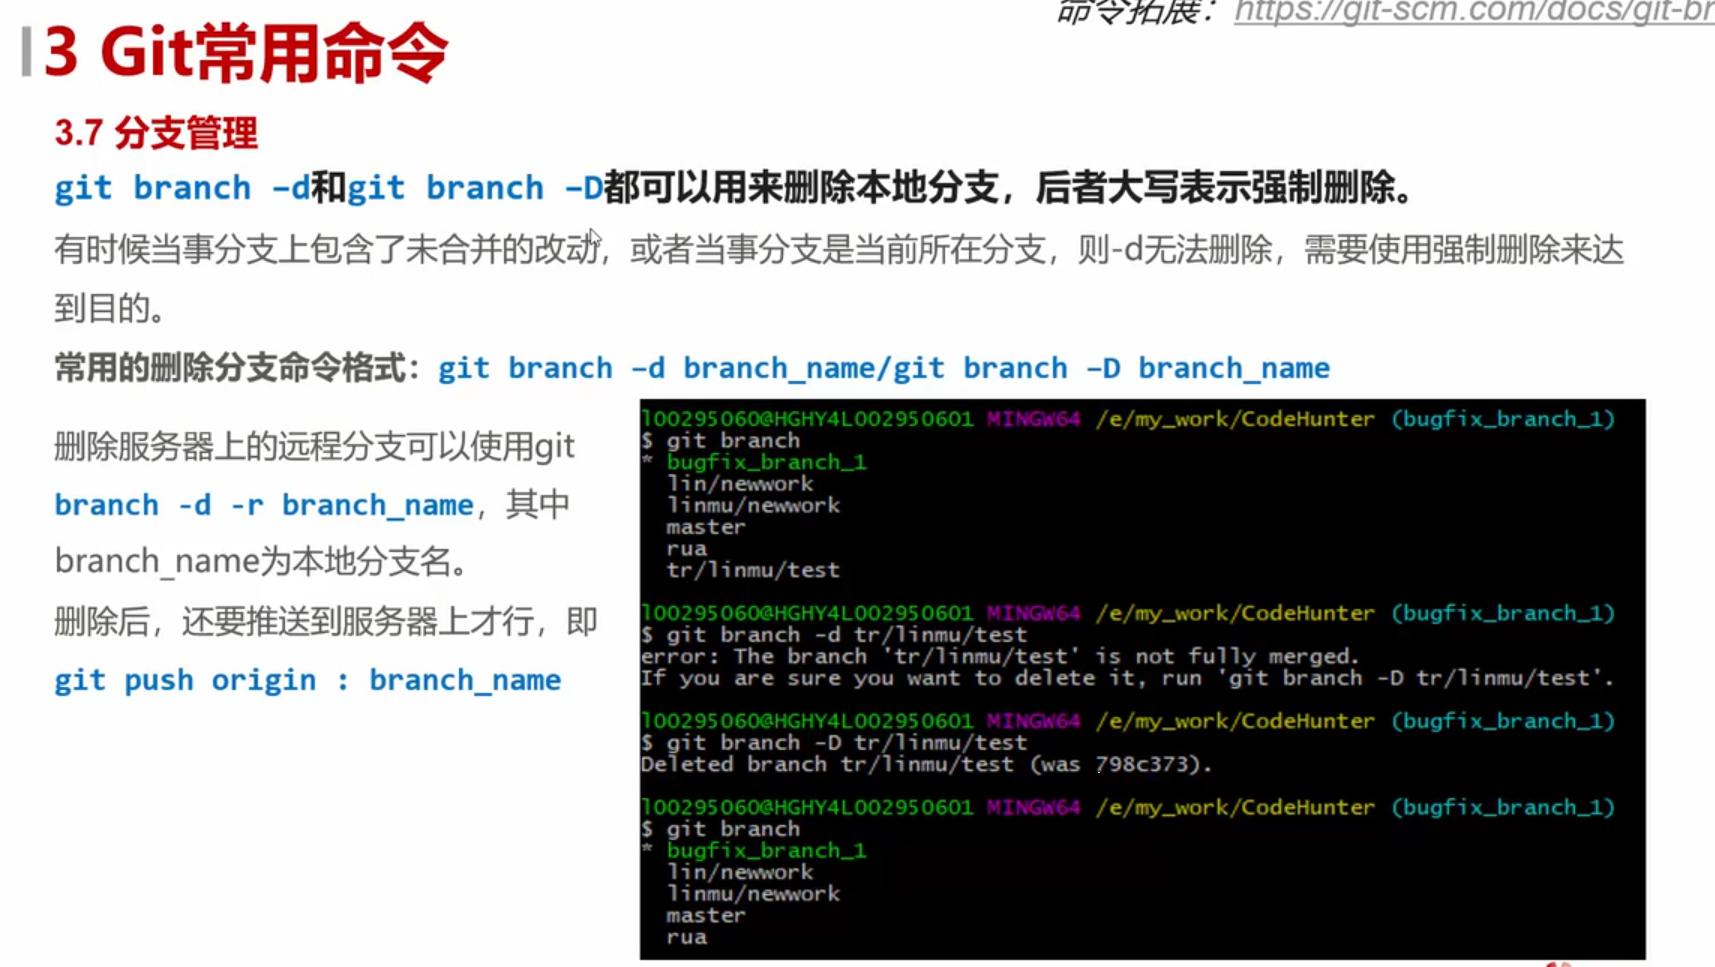 命令拓展：https://git-scm.com/docs/git-br
3 Git常用命令
3.7 分支管理
git branch –d和git branch –D都可以用来删除本地分支，后者大写表示强制删除。
有时候当事分支上包含了未合并的改动，或者当事分支是当前所在分支，则-d无法删除，需要使用强制删除来达
到目的。
常用的删除分支命令格式：git branch –d branch_name/git branch –D branch_name
删除服务器上的远程分支可以使用git
branch -d -r branch_name，其中
branch_name为本地分支名。
删除后，还要推送到服务器上才行，即
git push origin : branch_name
l00295060@HGHY4L002950601 MINGW64 /e/my_work/CodeHunter (bugfix_branch_1)
$ git branch
* bugfix_branch_1
lin/newwork
linmu/newwork
master
rua
tr/linmu/test
l00295060@HGHY4L002950601 MINGW64 /e/my_work/CodeHunter (bugfix_branch_1)
$ git branch -d tr/linmu/test
error: The branch 'tr/linmu/test' is not fully merged.
If you are sure you want to delete it, run 'git branch -D tr/linmu/test'.
l00295060@HGHY4L002950601 MINGW64 /e/my_work/CodeHunter (bugfix_branch_1)
$ git branch -D tr/linmu/test
Deleted branch tr/linmu/test (was 798c373).
l00295060@HGHY4L002950601 MINGW64 /e/my_work/CodeHunter (bugfix_branch_1)
$ git branch
* bugfix_branch_1
lin/newwork
linmu/newwork
master
rua